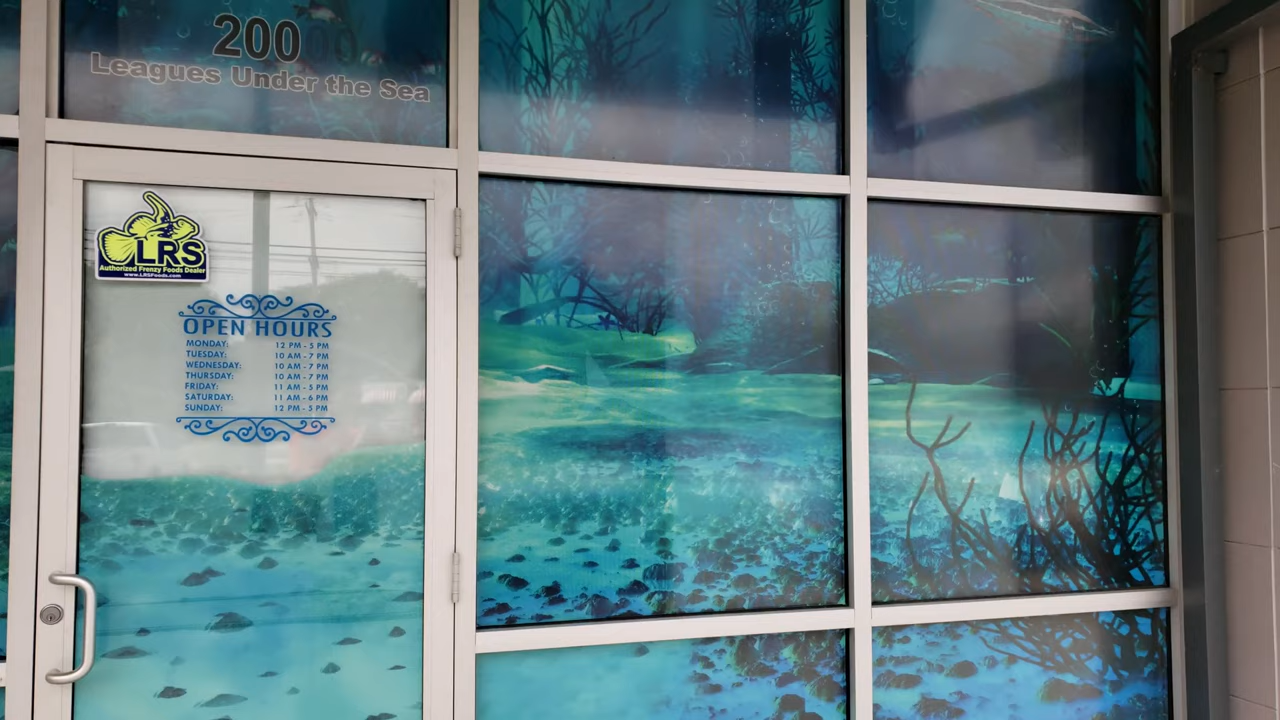 20000
Leagues Under the Sea
LRS
Authorized Frenzy Foods Dealer
www.LRSFoods.com
OPEN HOURS
MONDAY: 12 PM - 5 PM
TUESDAY: 10 AM - 7 PM
WEDNESDAY: 10 AM - 7 PM
THURSDAY: 10 AM - 7 PM
FRIDAY: 11 AM - 5 PM
SATURDAY: 11 AM - 6 PM
SUNDAY: 12 PM - 5 PM